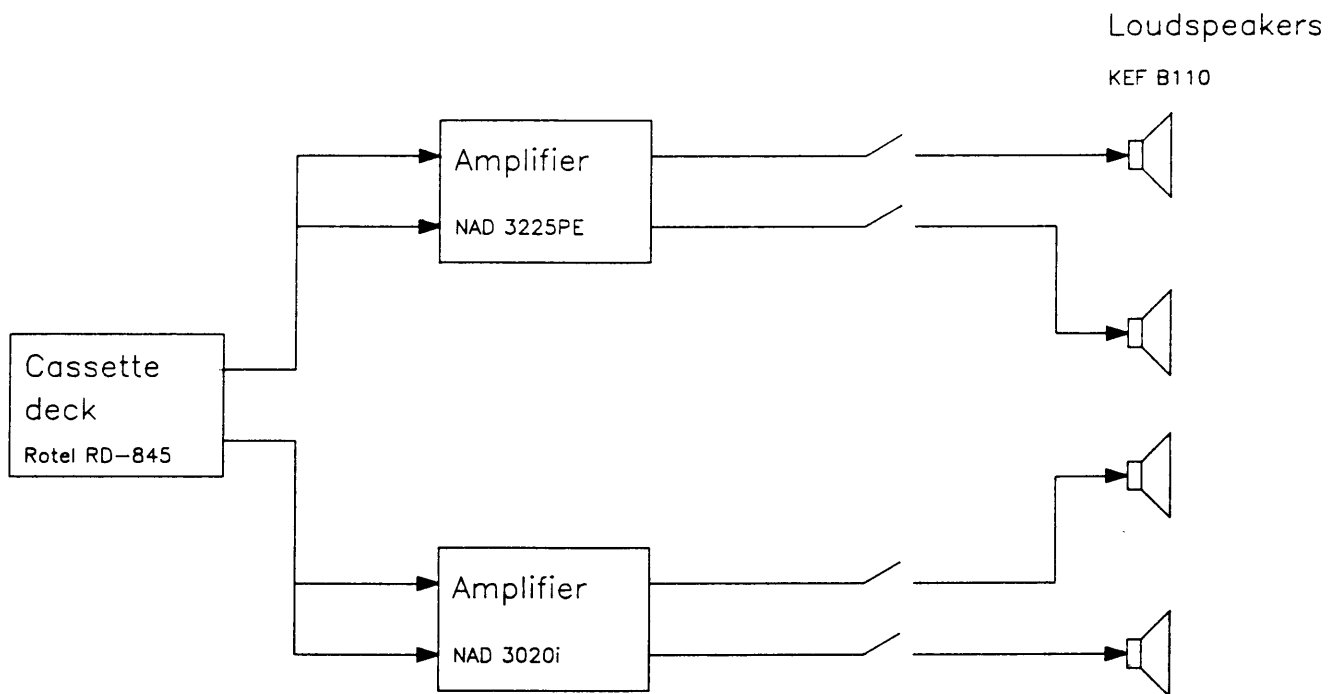 Loudspeakers
KEF B110
Amplifier
NAD 3225PE
Cassette
deck
Rotel RD-845
Amplifier
NAD 3020i